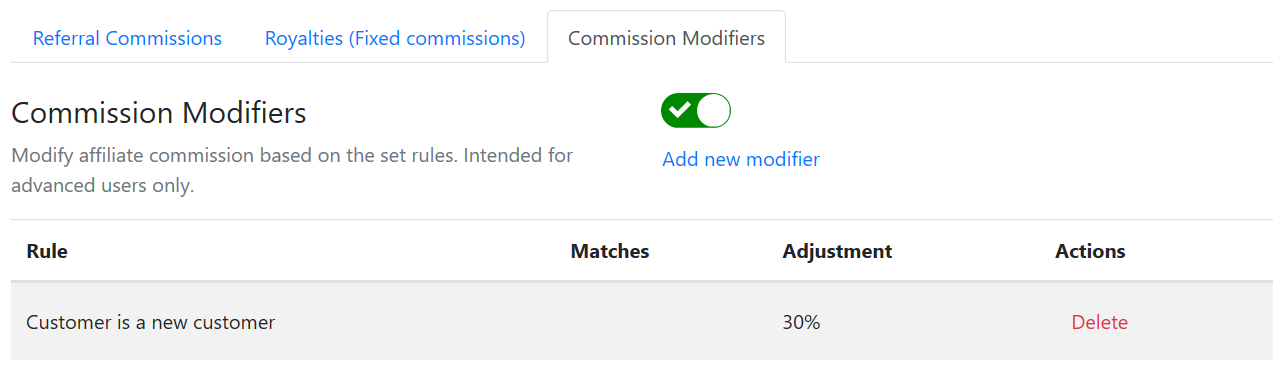 Referral Commissions Royalties (Fixed commissions) Commission Modifiers
Commission Modifiers
Modify affiliate commission based on the set rules. Intended for
advanced users only.
Add new modifier
Rule Matches Adjustment Actions
Customer is a new customer 30% Delete